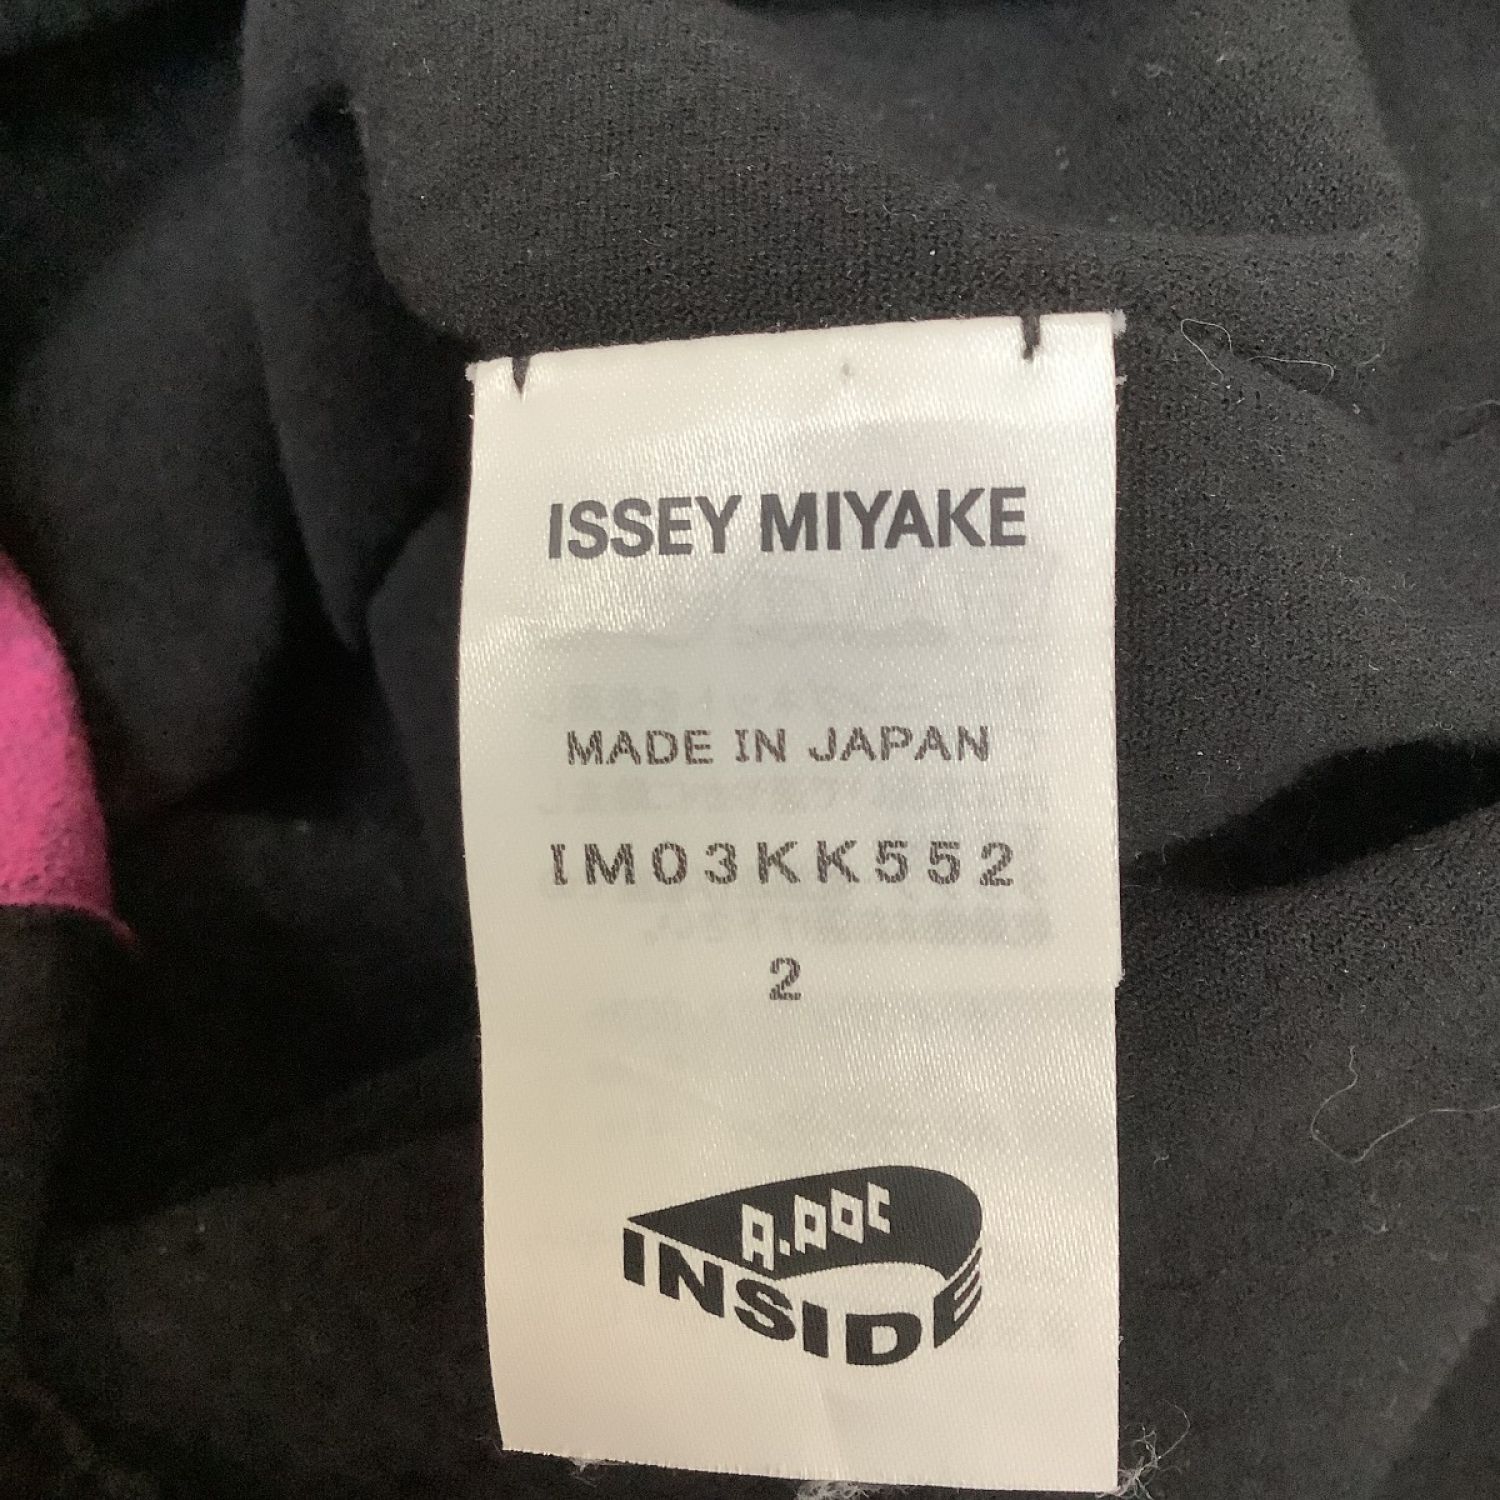 ISSEY MIYAKE
MADE IN JAPAN
IM03KK552
2
A.POC
INSIDE